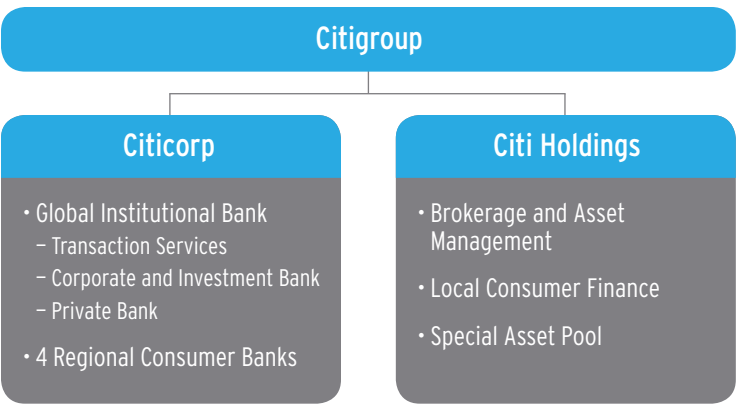 Citigroup
Citicorp
• Global Institutional Bank
– Transaction Services
– Corporate and Investment Bank
– Private Bank
• 4 Regional Consumer Banks
Citi Holdings
• Brokerage and Asset
Management
• Local Consumer Finance
• Special Asset Pool